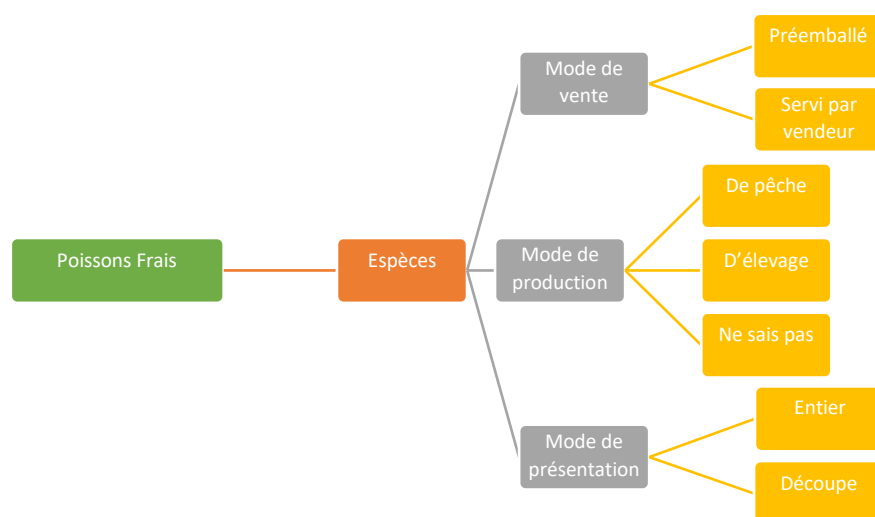 Poissons Frais
Espèces
Mode de
vente
Préemballé
Servi par
vendeur
Mode de
production
De pêche
D’élevage
Ne sais pas
Mode de
présentation
Entier
Découpe